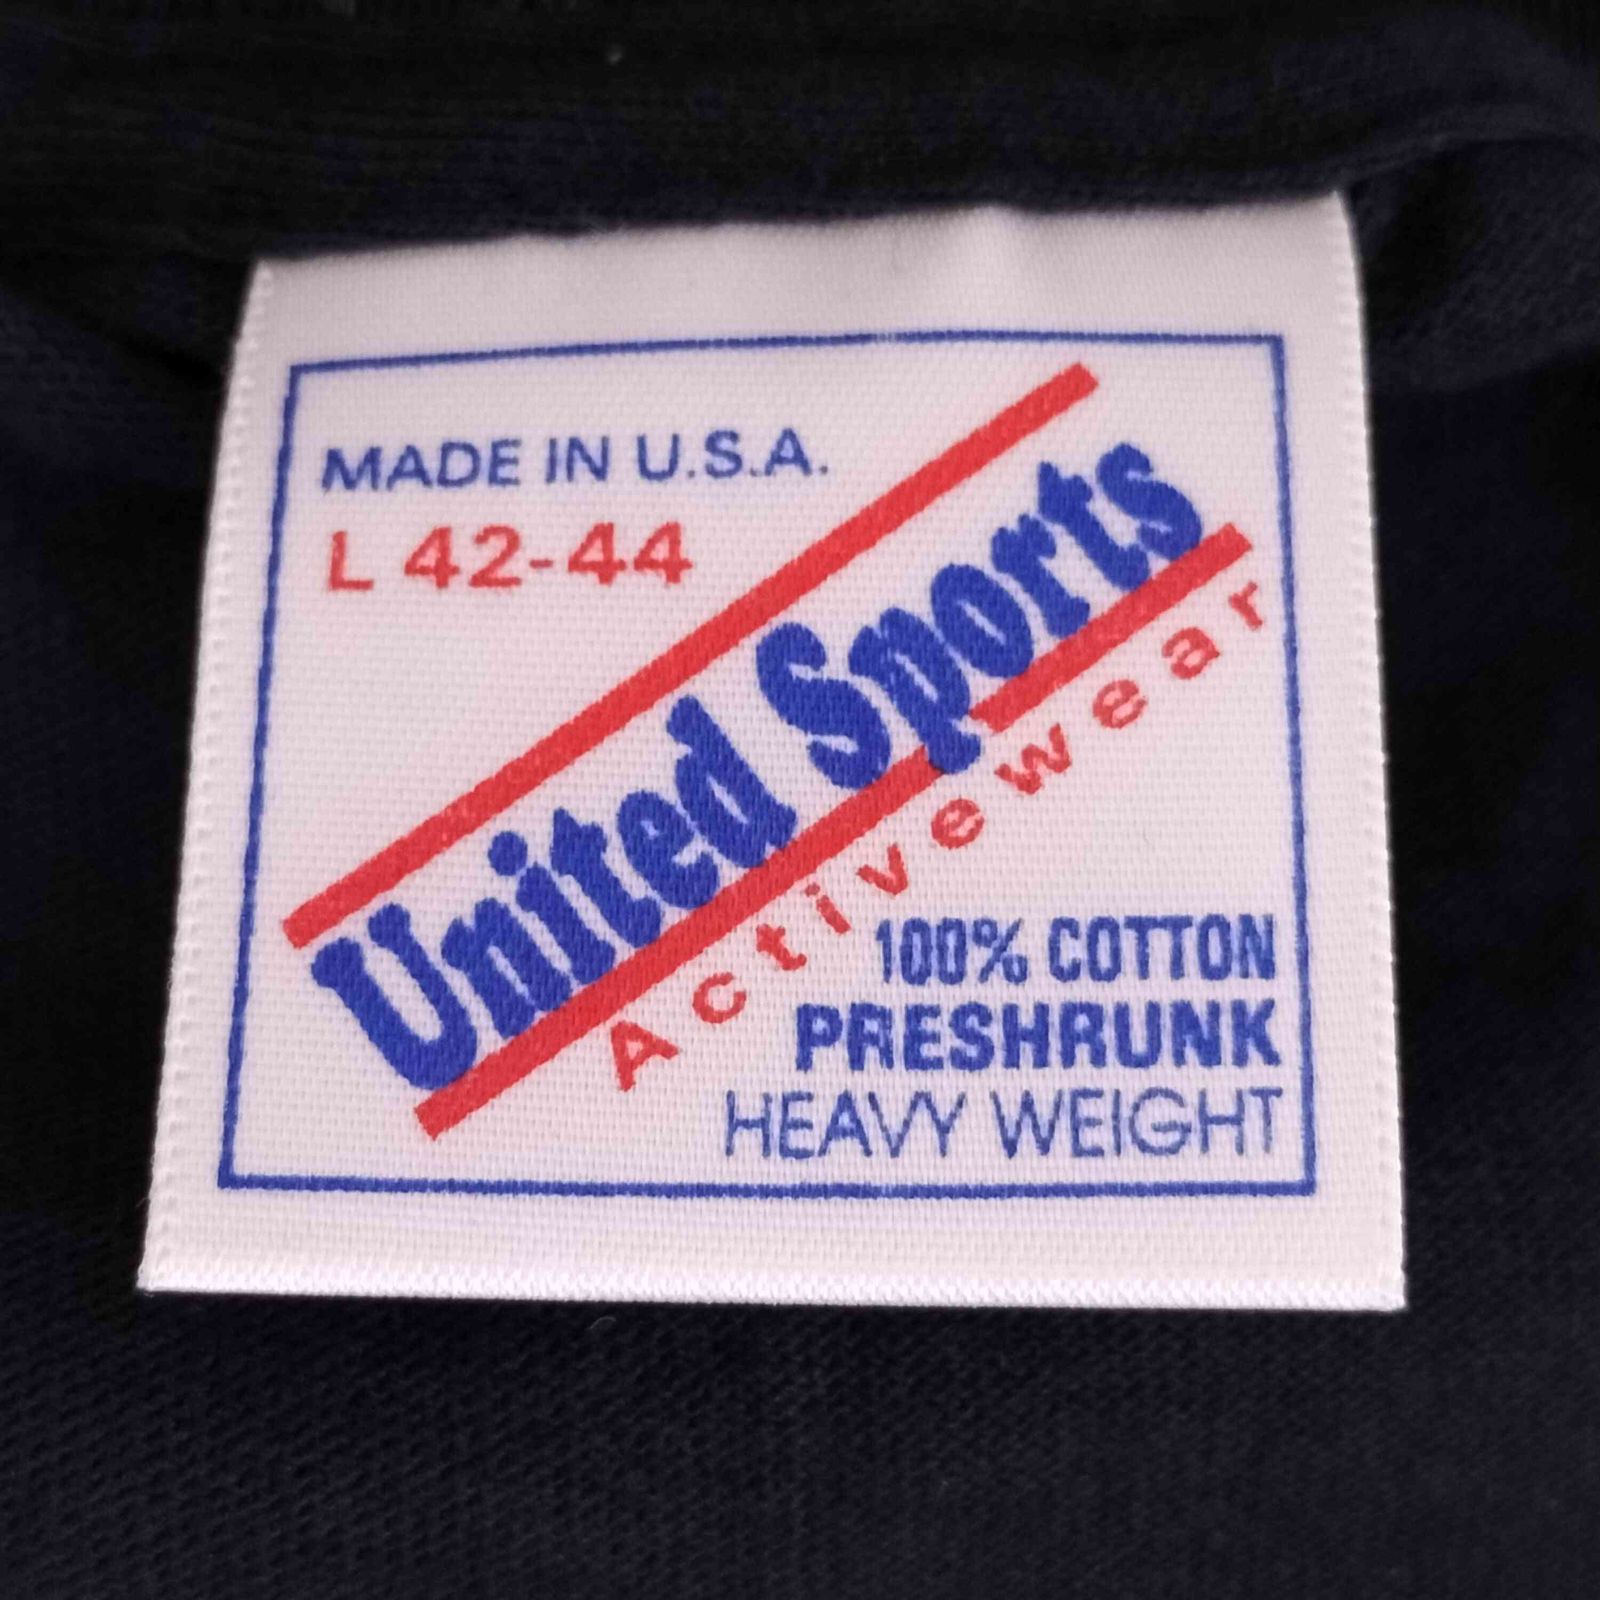 MADE IN U.S.A.
L 42-44
United Sports
Activewear
100% COTTON
PRESHRUNK
HEAVY WEIGHT